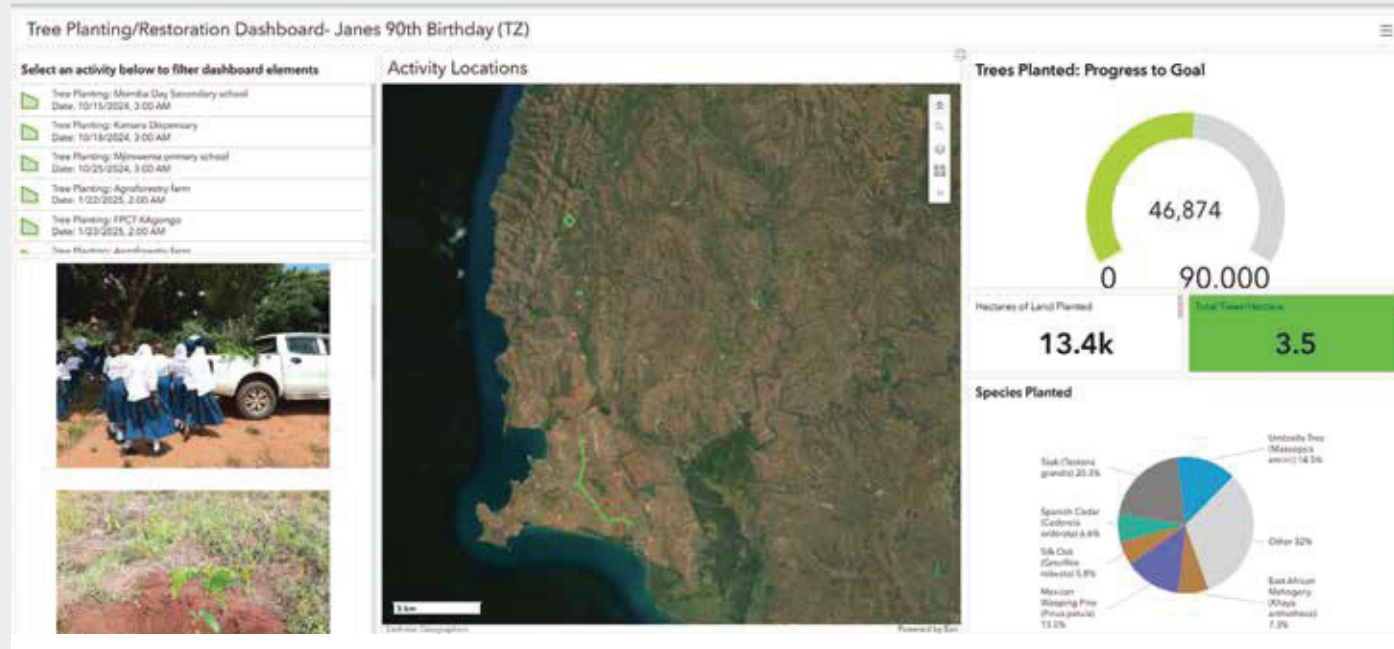 Tree Planting/Restoration Dashboard- Janes 90th Birthday (TZ)
Select an activity below to filter dashboard elements
Tree Planting: Day Secondary school
Date: 10/15/2024, 3:00 AM
Tree Planting: Dispensary
Date: 10/18/2024, 3:00 AM
Tree Planting: Mjimwema primary school
Date: 10/25/2024, 3:00 AM
Tree Planting: Agroforestry farm
Date: 1/22/2025, 2:00 AM
Tree Planting: FPCT KAgongo
Date: 1/23/2025, 2:00 AM
Tree Planting: Agroforestry farm
Activity Locations
5 km
Earthstar Geographics
Powered by Esri
Trees Planted: Progress to Goal
46,874
0
90.000
Hectares of Land Planted
13.4k
3.5
Species Planted
Umbrella Tree
(Maesopsis
eminii)
Teak (Tectona
grandis) 20.3%
Spanish Cedar
(Cedrela
odorata) 6.6%
Other 32%
Silk Oak
(Grevillea
robusta) 5.8%
East African
Mahogany
(Khaya
anthotheca)
7.3%
Mexican
Weeping Pine
(Pinus patula)